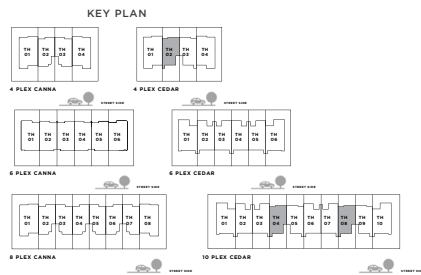 KEY PLAN
TH 01 TH 02 TH 03 TH 04
TH 01 TH 02 TH 03 TH 04
4 PLEX CANNA
4 PLEX CEDAR
STREET SIDE
STREET SIDE
TH 01 TH 02 TH 03 TH 04 TH 05 TH 06
TH 01 TH 02 TH 03 TH 04 TH 05 TH 06
6 PLEX CANNA
6 PLEX CEDAR
STREET SIDE
STREET SIDE
TH 01 TH 02 TH 03 TH 04 TH 05 TH 06 TH 07 TH 08
TH 01 TH 02 TH 03 TH 04 TH 05 TH 06 TH 07 TH 08 TH 09 TH 10
8 PLEX CANNA
10 PLEX CEDAR
STREET SIDE
STREET SIDE